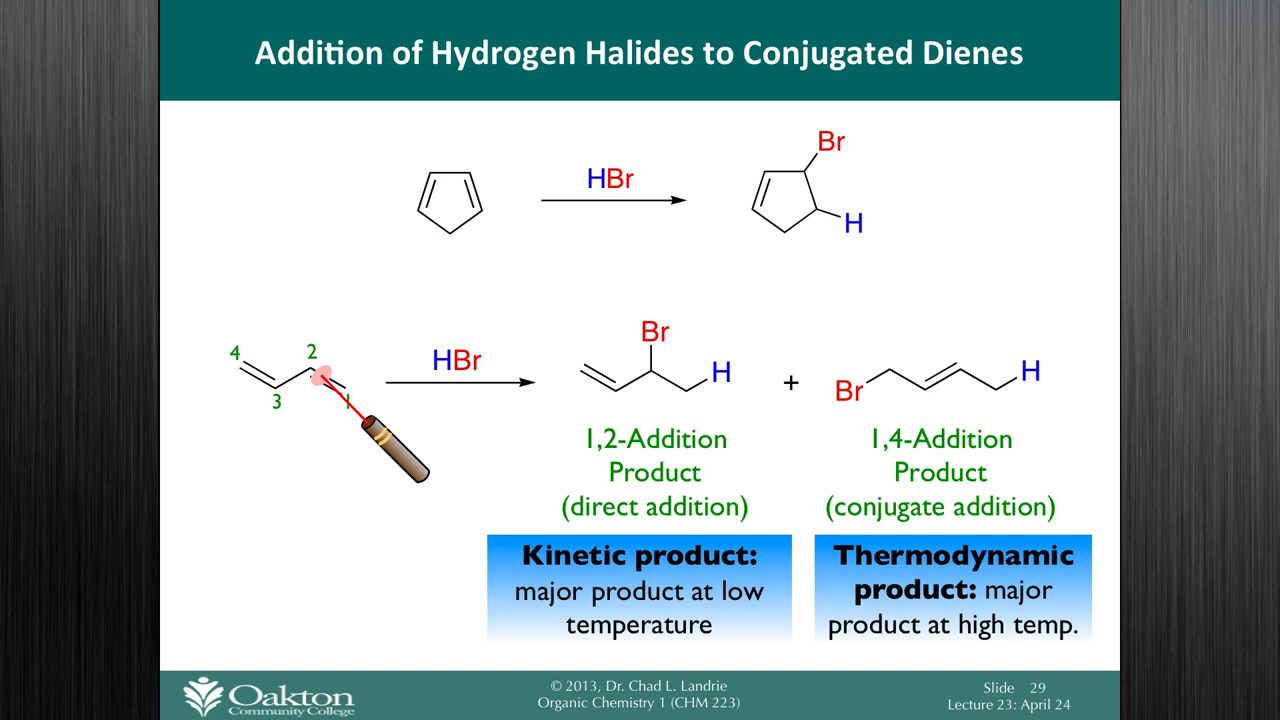 Addition of Hydrogen Halides to Conjugated Dienes
Br
HBr
H
Br
4
2
HBr
H
+
H
3
1
Br
1,2-Addition
Product
(direct addition)
1,4-Addition
Product
(conjugate addition)
Kinetic product:
major product at low
temperature
Thermodynamic
product: major
product at high temp.
Oakton
Community College
© 2013, Dr. Chad L. Landrie
Organic Chemistry 1 (CHM 223)
Slide 29
Lecture 23: April 24